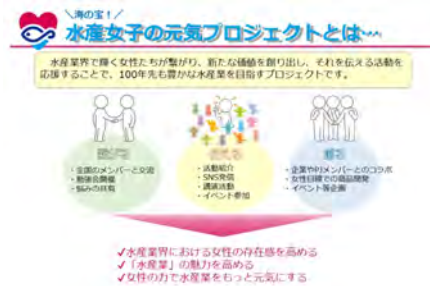 海の宝!
水産女子の元気プロジェクトとは…
水産業界で輝く女性たちが繋がり、新たな価値を創り出し、それを伝える活動を
応援することで、100年先も豊かな水産業を目指すプロジェクトです。
・全国のメンバーと交流
・勉強会開催
・悩みの共有
・活動紹介
・SNS発信
・講演活動
・イベント参加
・企業やPJメンバーとのコラボ
・女性目線での商品開発
・イベント等企画
✓水産業界における女性の存在感を高める
✓「水産業」の魅力を高める
✓女性の力で水産業をもっと元気にする